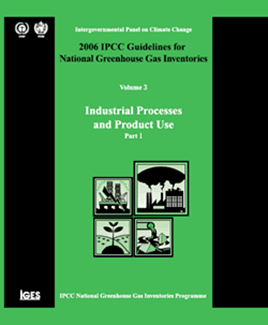 Intergovernmental Panel on Climate Change
2006 IPCC Guidelines for
National Greenhouse Gas Inventories
Volume 3
Industrial Processes
and Product Use
Part 1
IGES
IPCC National Greenhouse Gas Inventories Programme